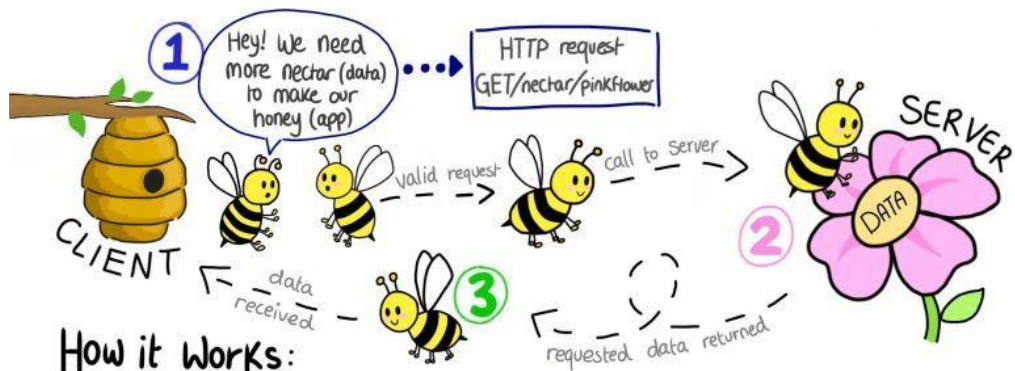 1
Hey! We need
more nectar (data)
to make our
honey (app)
HTTP request
GET/nectar/pinkflower
CLIENT
valid request
call to server
SERVER
DATA
2
requested data returned
3
data
received
How it works: